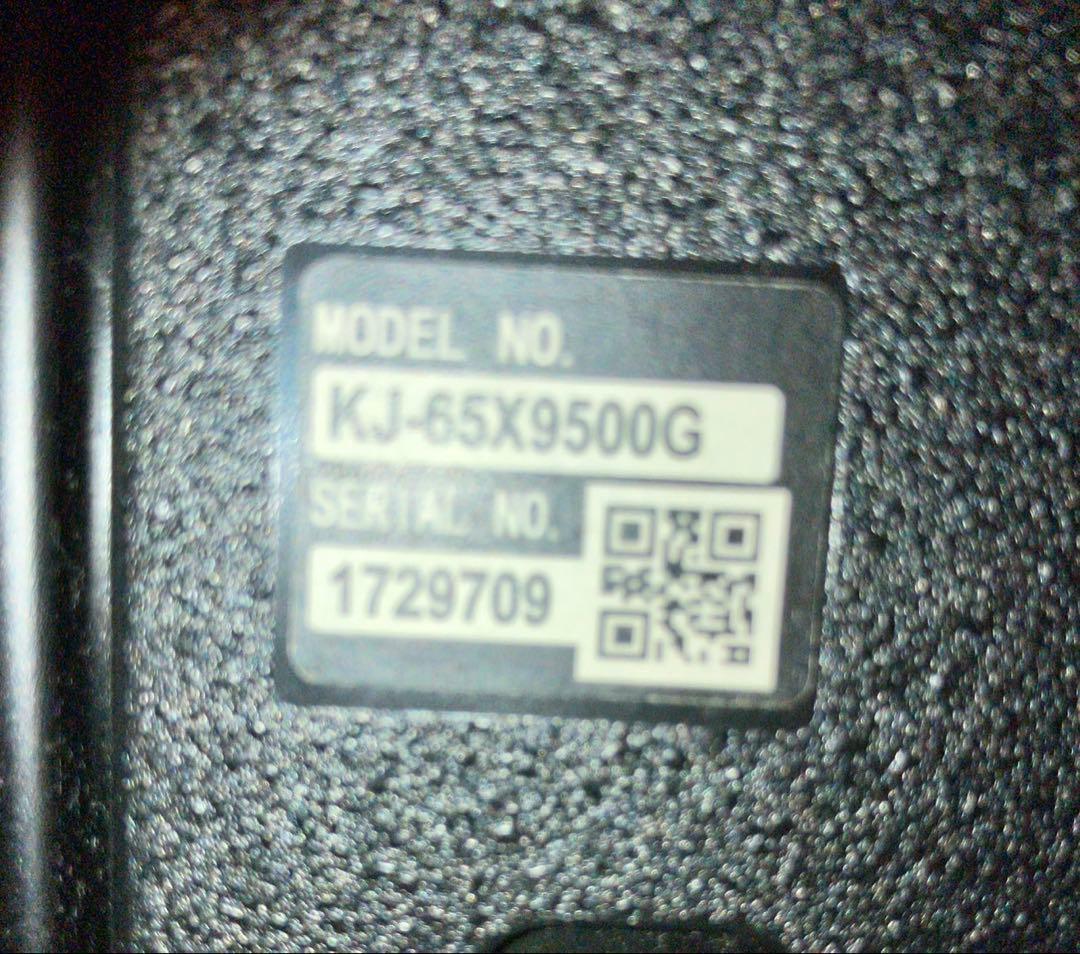 MODEL NO.
KJ-65X9500G
SERIAL NO.
1729709